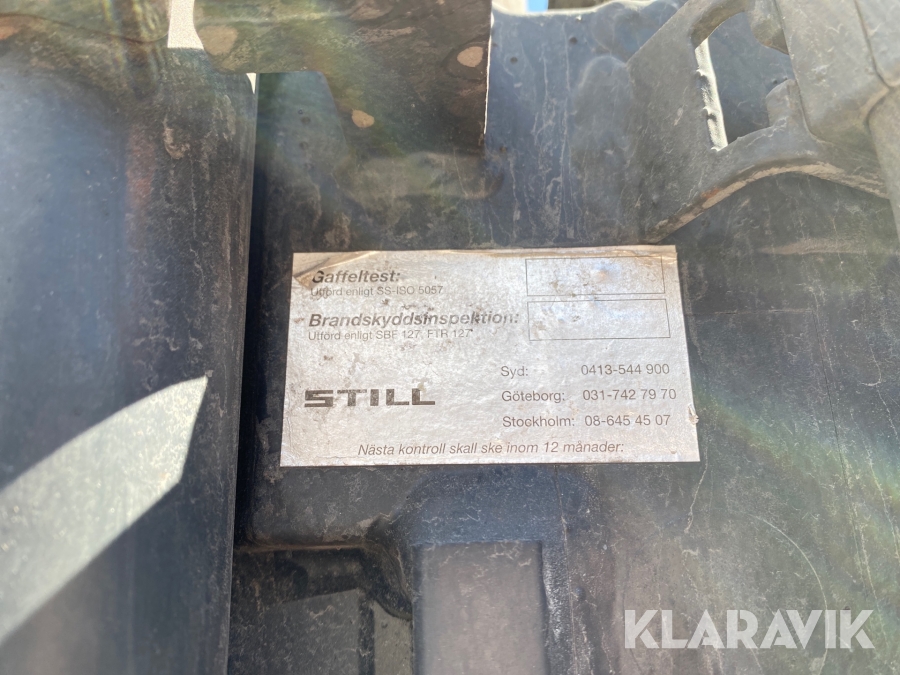 Gaffeltest:
Utförd enligt SS-ISO 5057
Brandskyddsinspektion:
Utförd enligt SBF 127, FTR 127
STILL
Syd: 0413-544 900
Göteborg: 031-742 79 70
Stockholm: 08-645 45 07
Nästa kontroll skall ske inom 12 månader:
KLARAVIK